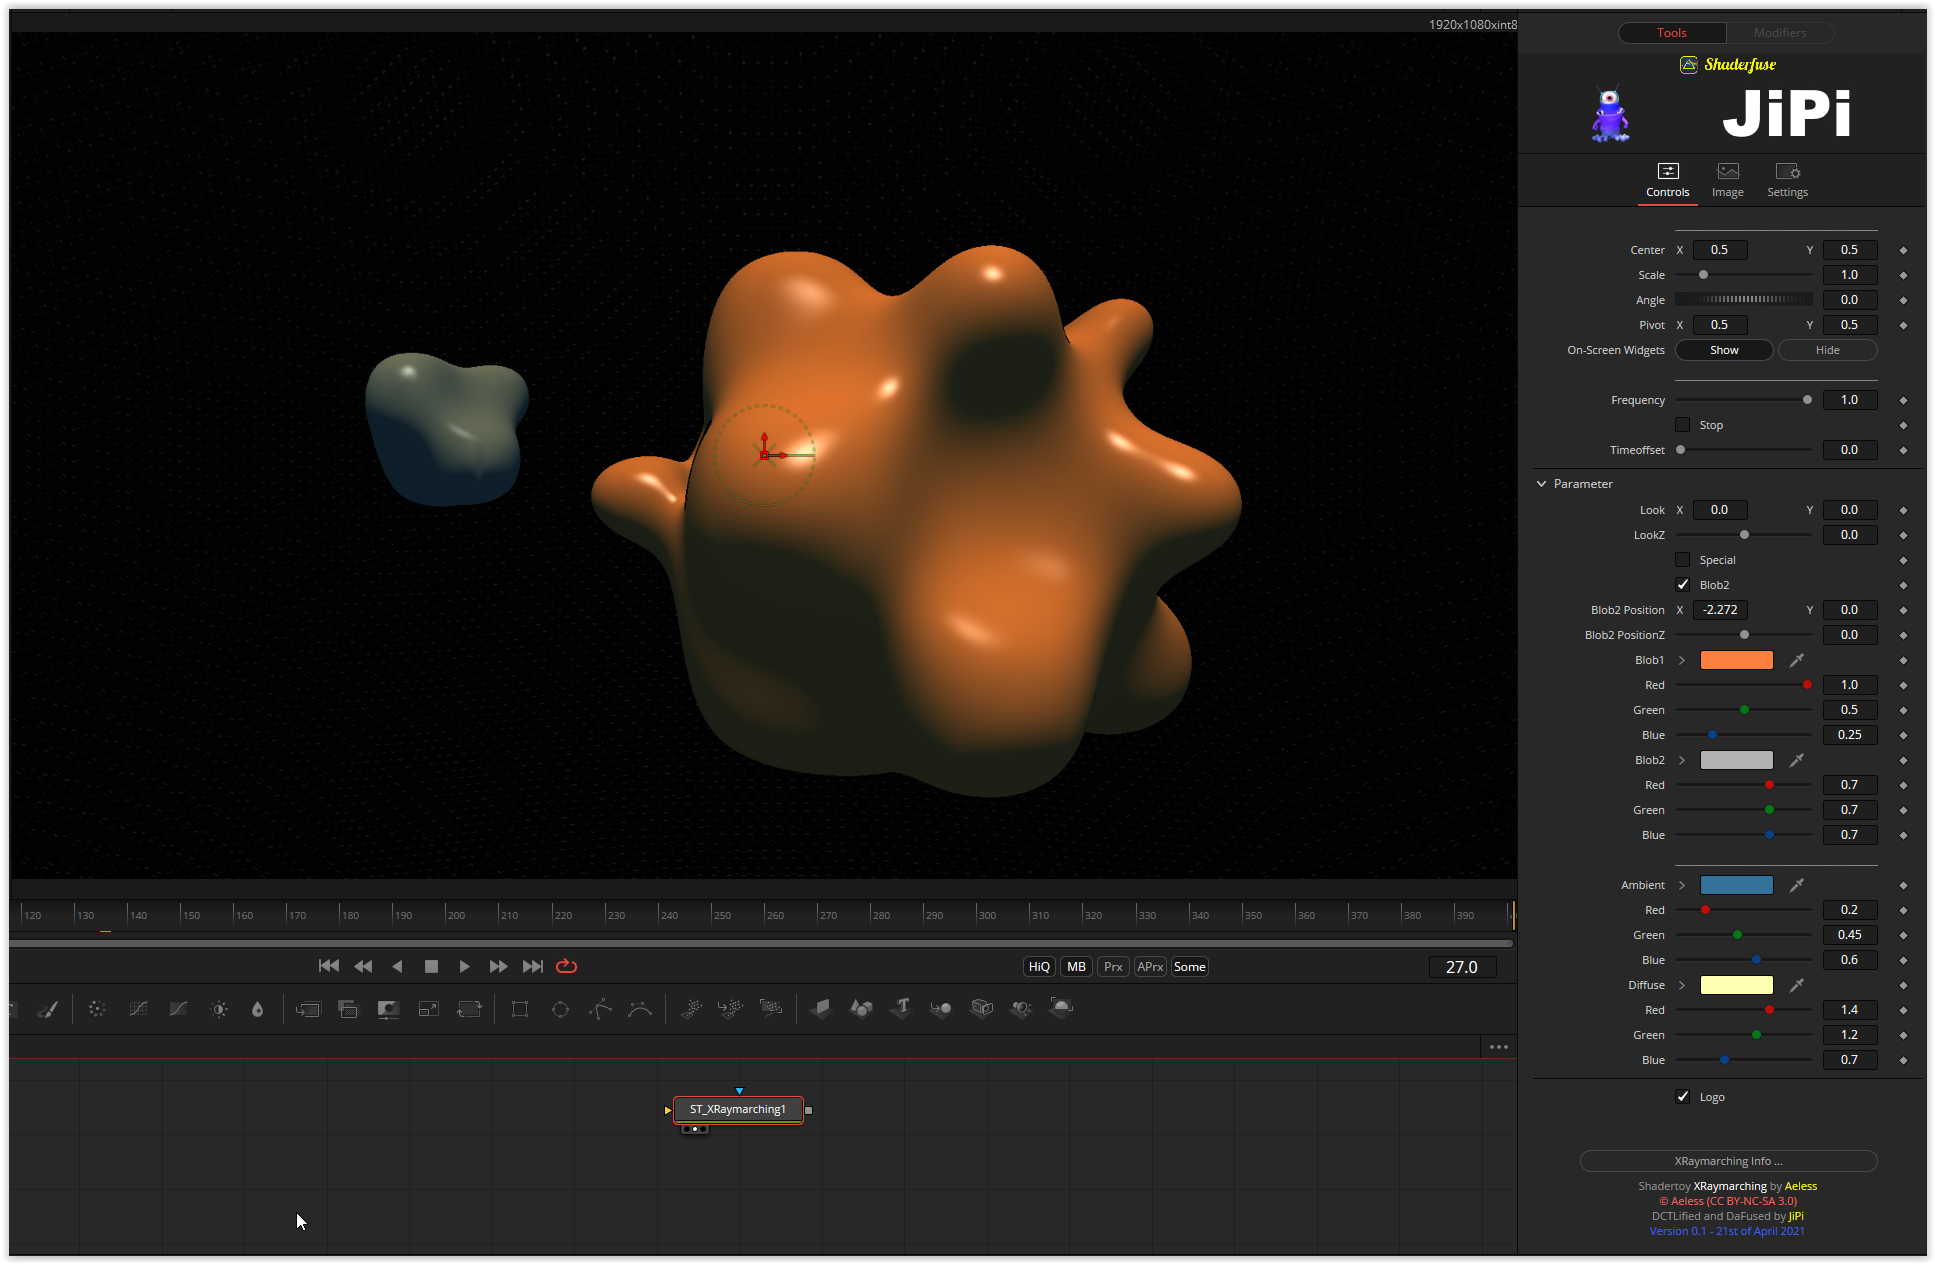 1920x1080xint8
Tools Modifiers
Shaderfuse
JiPi
Controls Image Settings
Center X 0.5 Y 0.5
Scale 1.0
Angle 0.0
Pivot X 0.5 Y 0.5
On-Screen Widgets Show Hide
Frequency 1.0
Stop
Timeoffset 0.0
Parameter
Look X 0.0 Y 0.0
LookZ 0.0
Special
Blob2
Blob2 Position X -2.272 Y 0.0
Blob2 PositionZ 0.0
Blob1
Red 1.0
Green 0.5
Blue 0.25
Blob2
Red 0.7
Green 0.7
Blue 0.7
Ambient
Red 0.2
Green 0.45
Blue 0.6
Diffuse
Red 1.4
Green 1.2
Blue 0.7
Logo
XRaymarching Info ...
Shadertoy XRaymarching by Aeless
© Aeless (CC BY-NC-SA 3.0)
DCTLified and DaFused by JiPi
Version 0.1 - 21st of April 2021
120 130 140 150 160 170 180 190 200 210 220 230 240 250 260 270 280 290 300 310 320 330 340 350 360 370 380 390
HiQ MB Prx APrx Some 27.0
ST_XRaymarching1